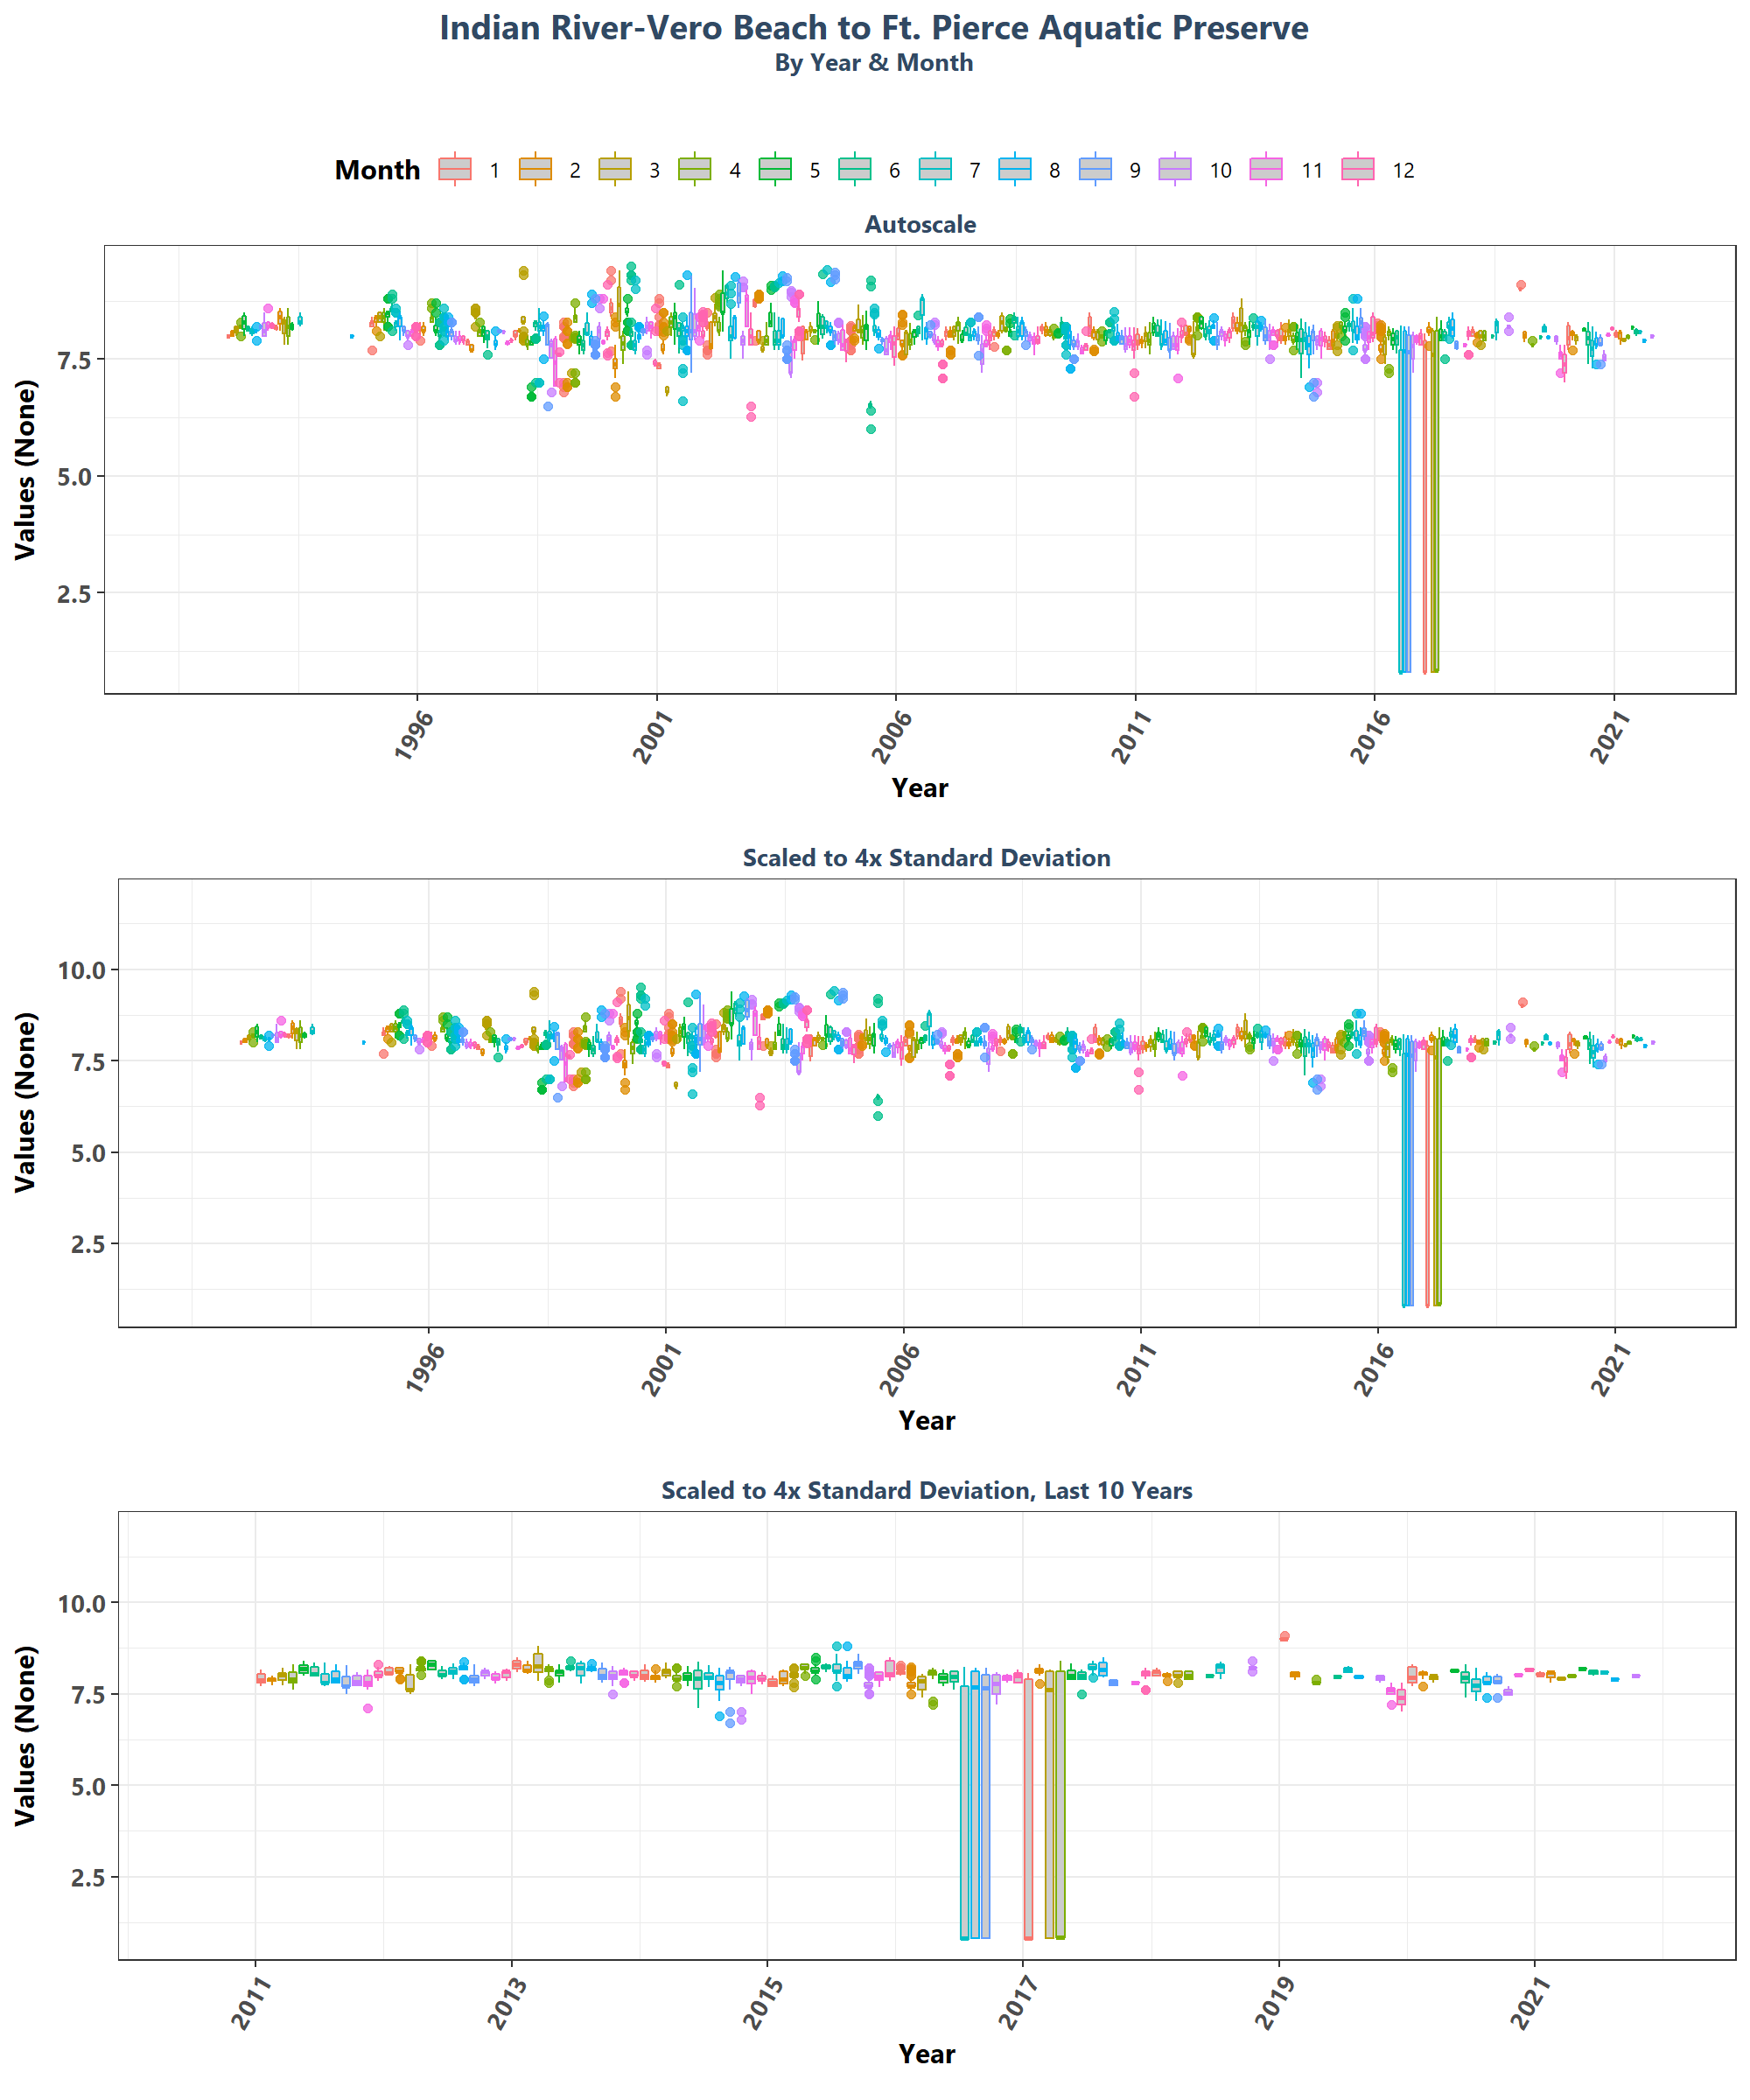 Indian River-Vero Beach to Ft. Pierce Aquatic Preserve
By Year & Month
Month 1 2 3 4 5 6 7 8 9 10 11 12
Autoscale
Values (None)
7.5
5.0
2.5
1996 2001 2006 2011 2016 2021
Year
Scaled to 4x Standard Deviation
Values (None)
10.0
7.5
5.0
2.5
1996 2001 2006 2011 2016 2021
Year
Scaled to 4x Standard Deviation, Last 10 Years
Values (None)
10.0
7.5
5.0
2.5
2011 2013 2015 2017 2019 2021
Year